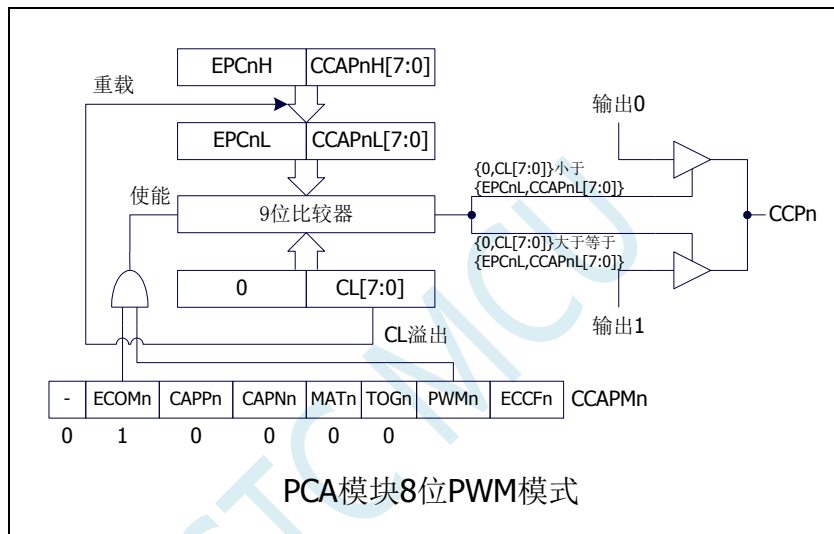 EPCnH CCAPnH[7:0]
重载
输出0
EPCnL CCAPnL[7:0]
{0,CL[7:0]}小于
{EPCnL,CCAPnL[7:0]}
使能
9位比较器
CCPn
{0,CL[7:0]}大于等于
{EPCnL,CCAPnL[7:0]}
0 CL[7:0]
CL溢出
输出1
- ECOMn CAPPn CAPNn MATn TOGn PWMn ECCFn CCAPMn
0 1 0 0 0 0
PCA模块8位PWM模式
STC MCU